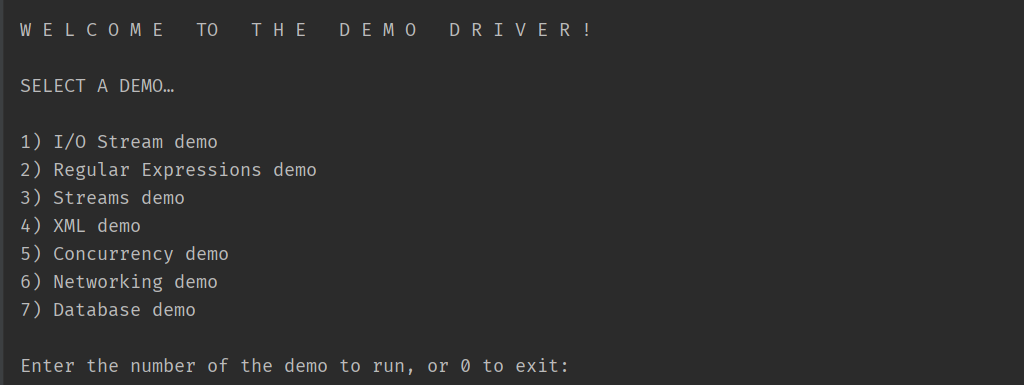 W E L C O M E   TO   T H E   D E M O   D R I V E R !
SELECT A DEMO…
1) I/O Stream demo
2) Regular Expressions demo
3) Streams demo
4) XML demo
5) Concurrency demo
6) Networking demo
7) Database demo
Enter the number of the demo to run, or 0 to exit: